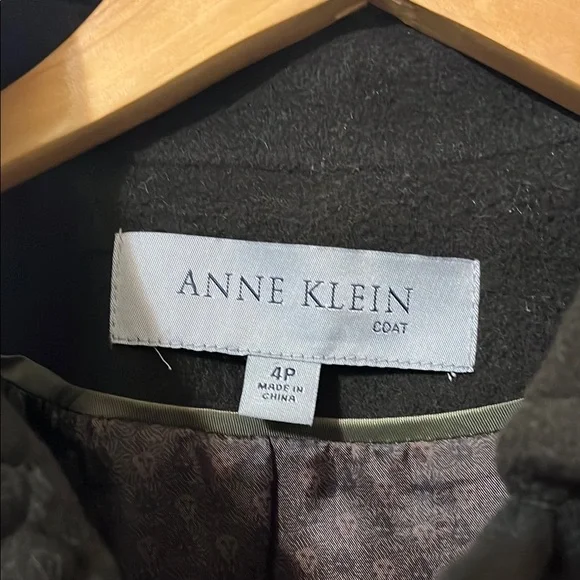 ANNE KLEIN
COAT
4P
MADE IN
CHINA